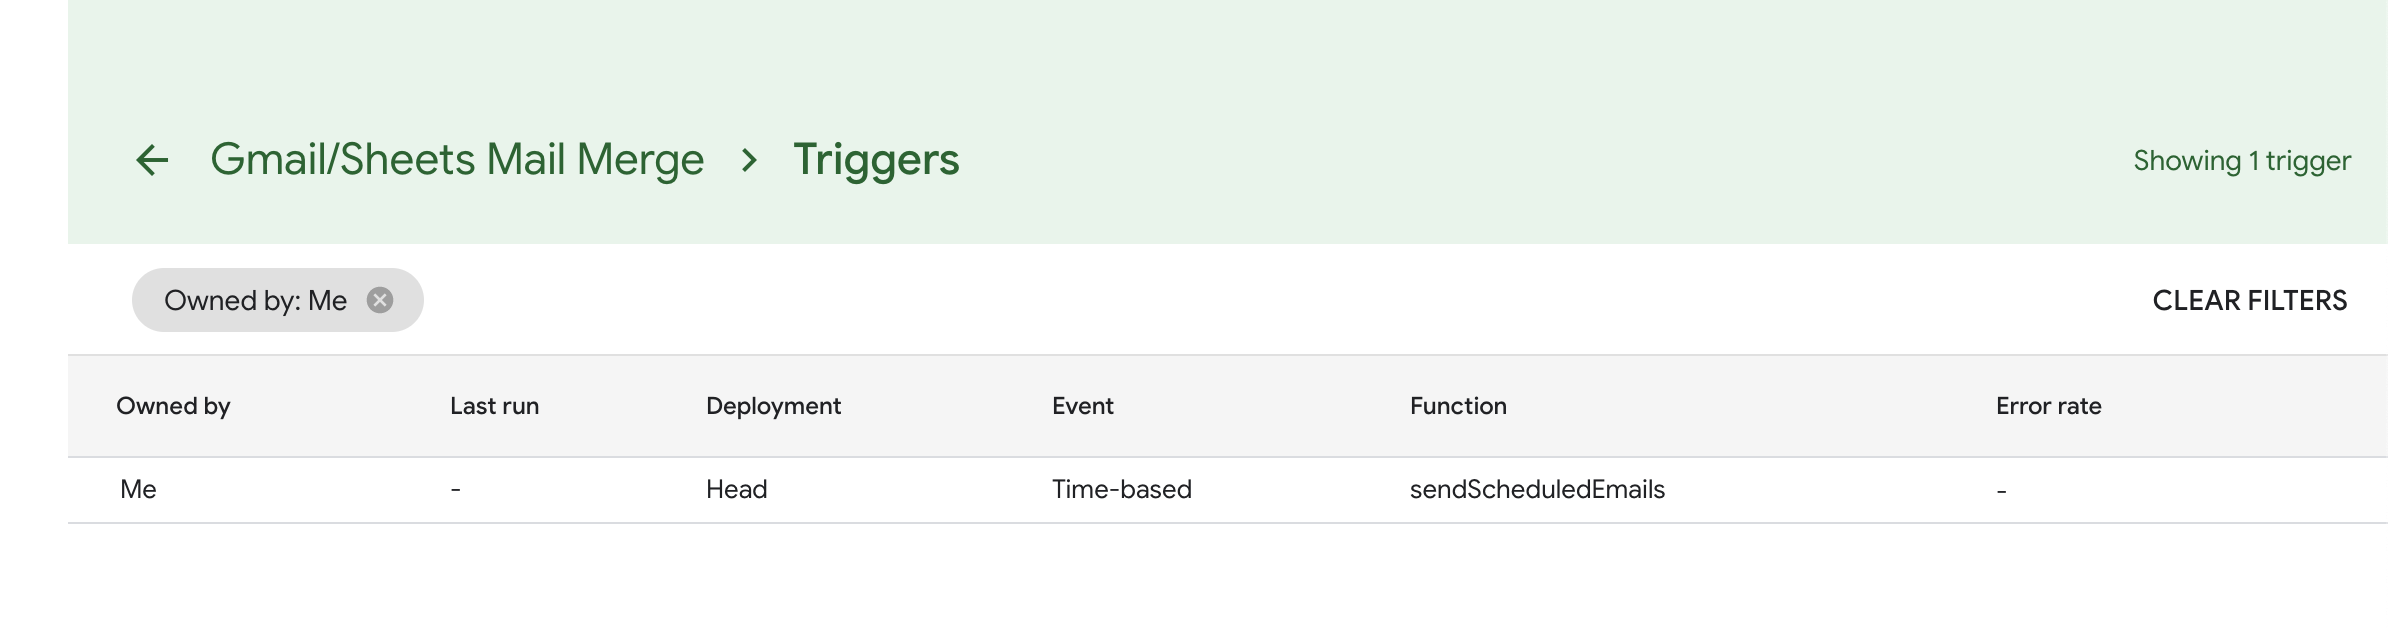 Gmail/Sheets Mail Merge > Triggers
Showing 1 trigger
Owned by: Me
CLEAR FILTERS
Owned by Last run Deployment Event Function Error rate
Me - Head Time-based sendScheduledEmails -